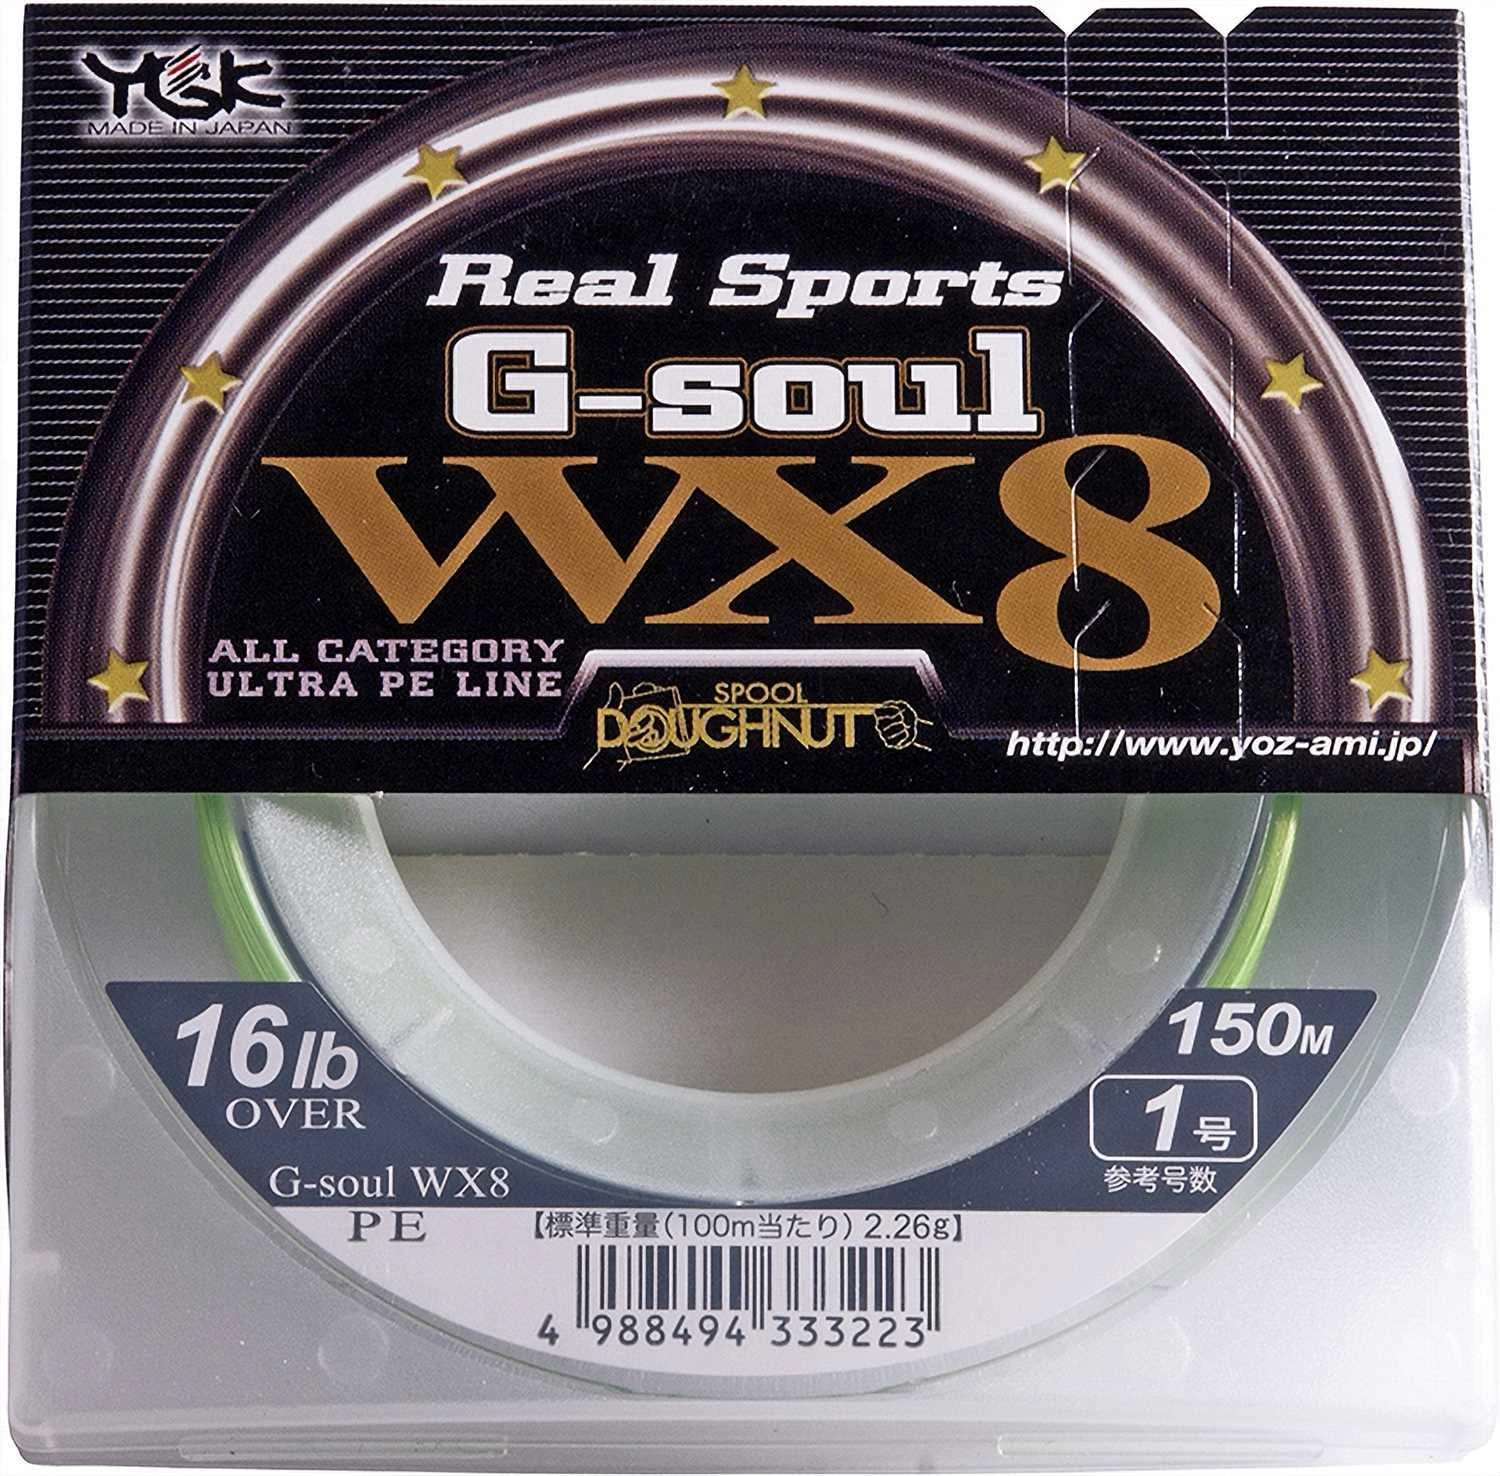 YGK
MADE IN JAPAN
Real Sports
G-soul
WX8
ALL CATEGORY
ULTRA PE LINE
SPOOL
DOUGHNUT
http://www.yoz-ami.jp/
16lb
OVER
150M
1号
参考号数
G-soul WX8
PE
【標準重量(100m当たり) 2.26g】
4 988494 333223